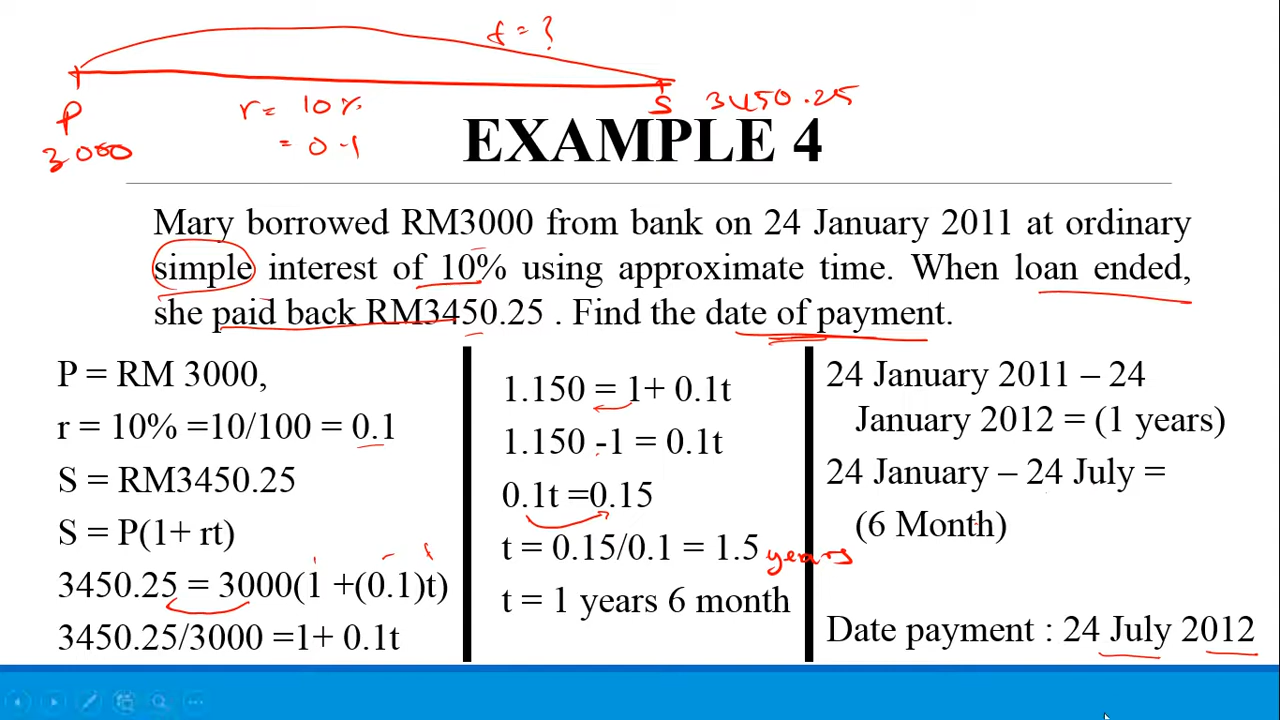 t = ?
P
3000
r = 10%
= 0.1
S 3450.25
EXAMPLE 4
Mary borrowed RM3000 from bank on 24 January 2011 at ordinary
simple interest of 10% using approximate time. When loan ended,
she paid back RM3450.25 . Find the date of payment.
P = RM 3000,
r = 10% =10/100 = 0.1
S = RM3450.25
S = P(1+ rt)
3450.25 = 3000(1 +(0.1)t)
3450.25/3000 =1+ 0.1t
1.150 = 1+ 0.1t
1.150 -1 = 0.1t
0.1t =0.15
t = 0.15/0.1 = 1.5 years
t = 1 years 6 month
24 January 2011 – 24
January 2012 = (1 years)
24 January – 24 July =
(6 Month)
Date payment : 24 July 2012